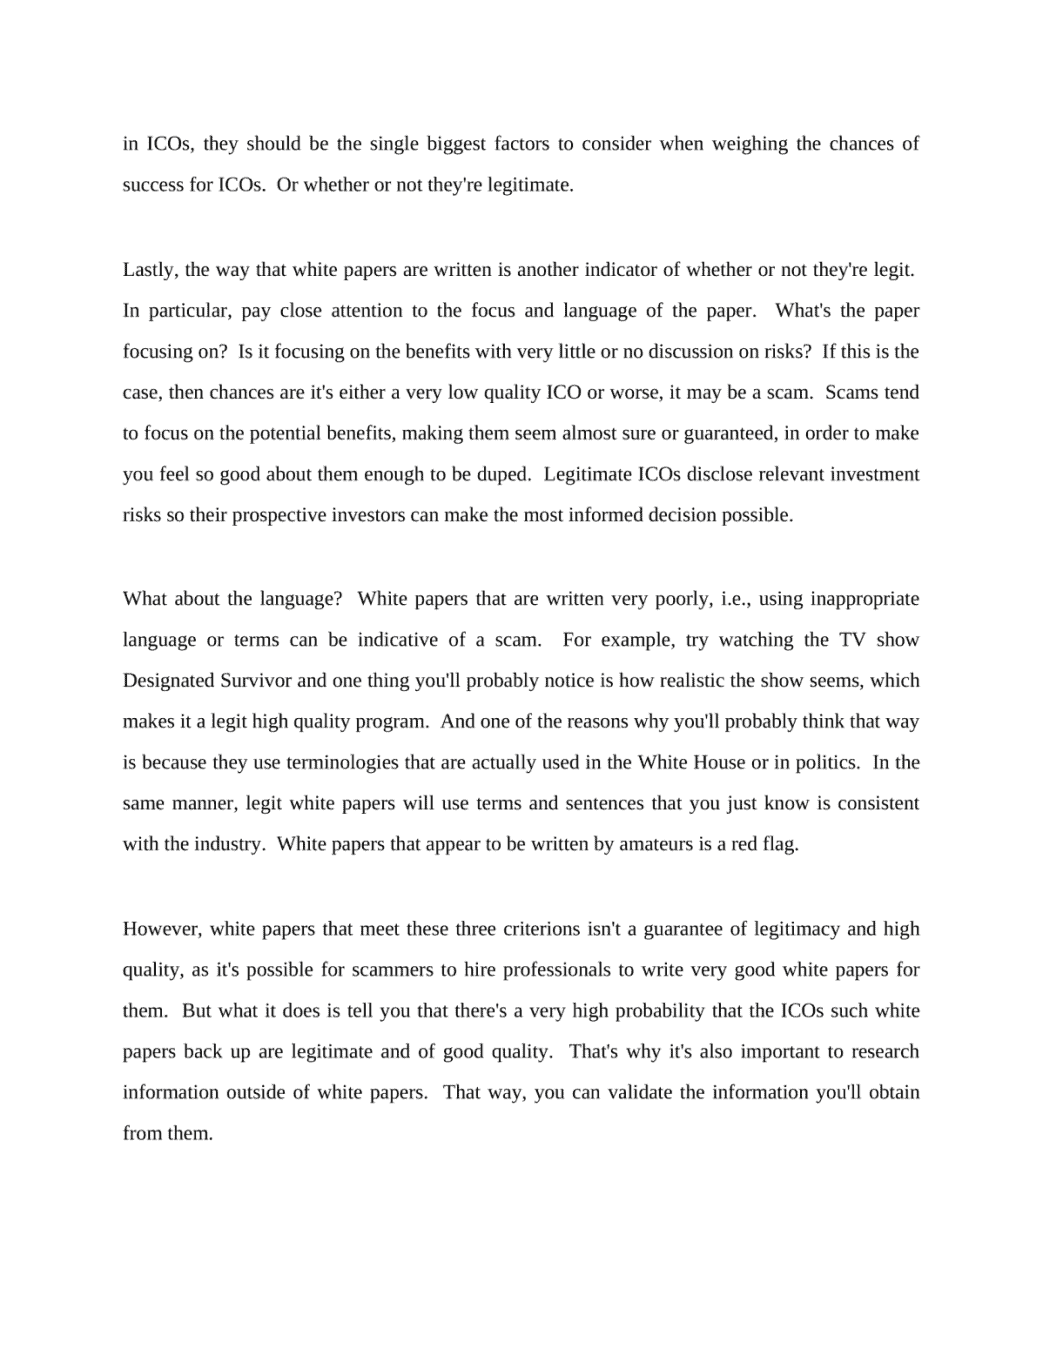 in ICOs, they should be the single biggest factors to consider when weighing the chances of
success for ICOs.  Or whether or not they're legitimate.
Lastly, the way that white papers are written is another indicator of whether or not they're legit.
In particular, pay close attention to the focus and language of the paper.  What's the paper
focusing on?  Is it focusing on the benefits with very little or no discussion on risks?  If this is the
case, then chances are it's either a very low quality ICO or worse, it may be a scam.  Scams tend
to focus on the potential benefits, making them seem almost sure or guaranteed, in order to make
you feel so good about them enough to be duped.  Legitimate ICOs disclose relevant investment
risks so their prospective investors can make the most informed decision possible.
What about the language?  White papers that are written very poorly, i.e., using inappropriate
language or terms can be indicative of a scam.  For example, try watching the TV show
Designated Survivor and one thing you'll probably notice is how realistic the show seems, which
makes it a legit high quality program.  And one of the reasons why you'll probably think that way
is because they use terminologies that are actually used in the White House or in politics.  In the
same manner, legit white papers will use terms and sentences that you just know is consistent
with the industry.  White papers that appear to be written by amateurs is a red flag.
However, white papers that meet these three criterions isn't a guarantee of legitimacy and high
quality, as it's possible for scammers to hire professionals to write very good white papers for
them.  But what it does is tell you that there's a very high probability that the ICOs such white
papers back up are legitimate and of good quality.  That's why it's also important to research
information outside of white papers.  That way, you can validate the information you'll obtain
from them.